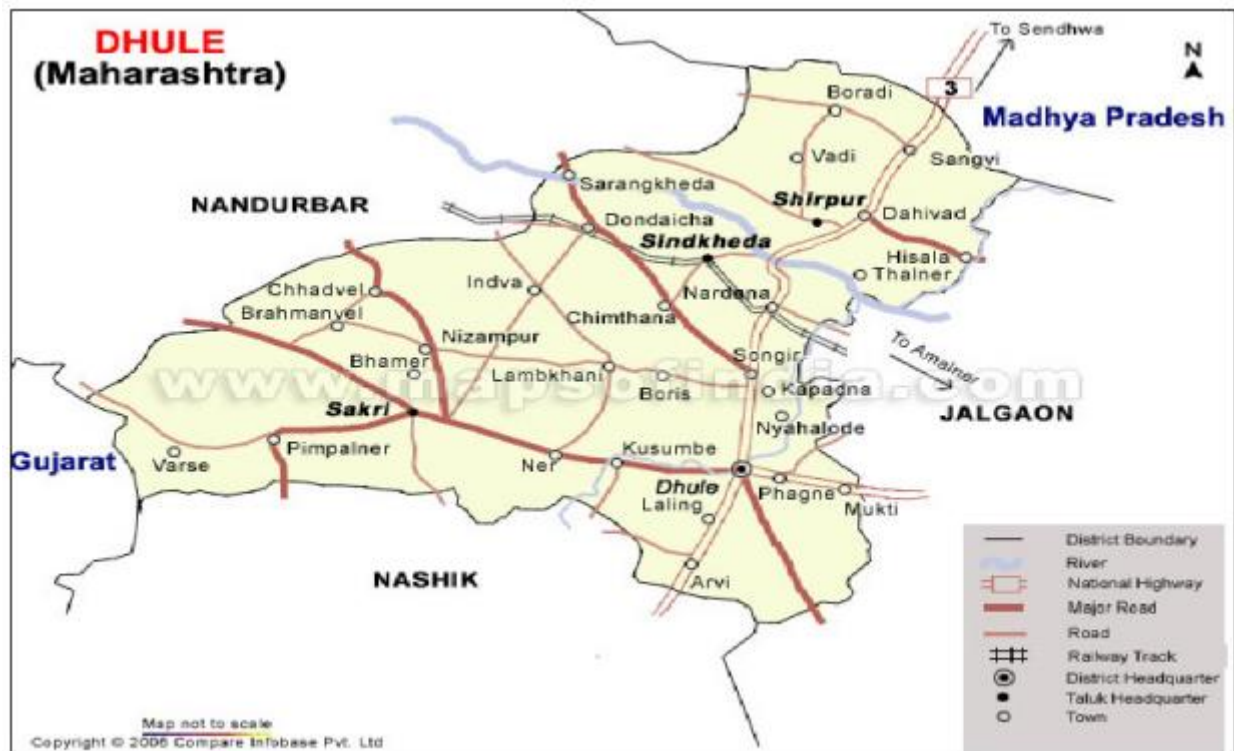 DHULE
(Maharashtra)
To Sendhwa
N
3
Boradi
Madhya Pradesh
Vadi
Sangvi
Sarangkheda
NANDURBAR
Shirpur
Dahivad
Dondaicha
Sindkheda
Hisala
Thalner
Indva
Nardana
Chhadvel
Chimthana
Brahmanvel
Nizampur
To Amalner
Bhamer
Songir
www.mapsofindia.com
Lambkhani
Boris
Kapadna
JALGAON
Sakri
Nyahalode
Gujarat
Varse
Pimpalner
Ner
Kusumbe
Dhule
Phagne
Mukti
Laling
NASHIK
Arvi
District Boundary
River
National Highway
Major Road
Road
Railway Track
District Headquarter
Taluk Headquarter
Town
Map not to scale
Copyright © 2006 Compare Infobase Pvt. Ltd